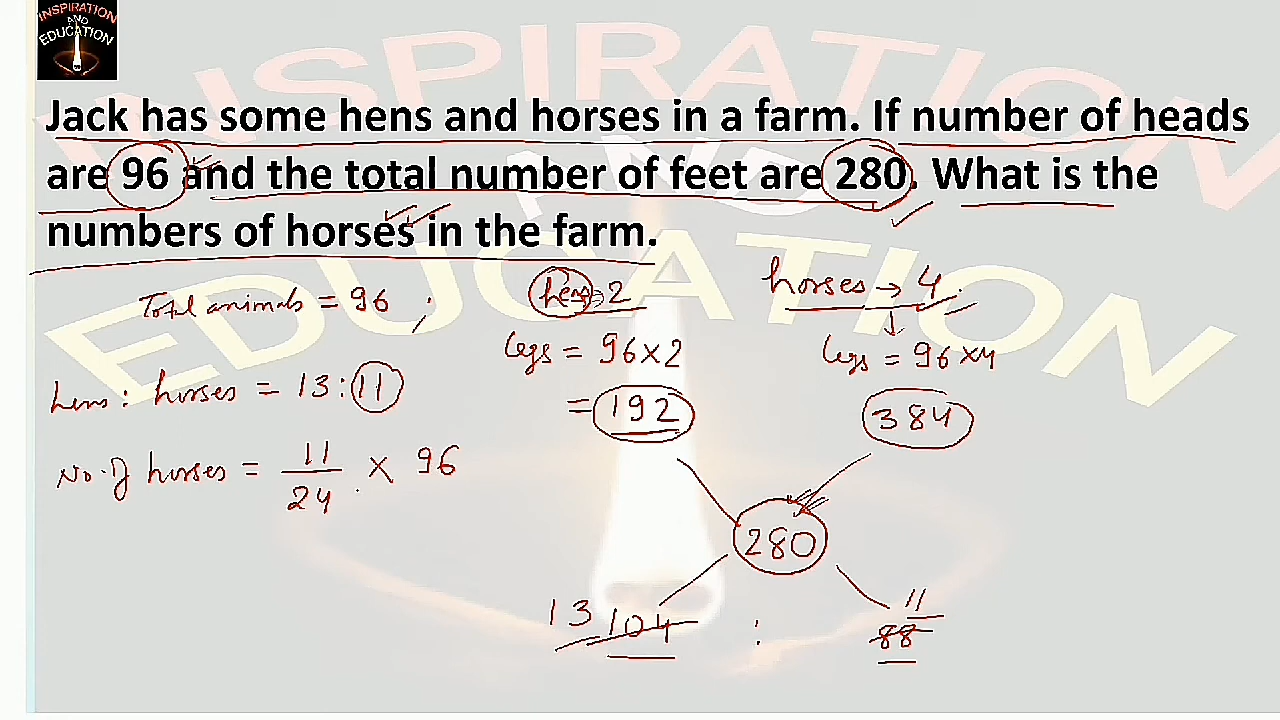 INSPIRATION
AND
EDUCATION
INSPIRATION
AND
EDUCATION
Jack has some hens and horses in a farm. If number of heads
are 96 and the total number of feet are 280. What is the
numbers of horses in the farm.
Total animals = 96 ;
hens → 2
horses → 4.
legs = 96×2
legs = 96×4
hens : horses = 13:11
= 192
384
No. of horses = 11/24 × 96
280
13 104 : 88 11